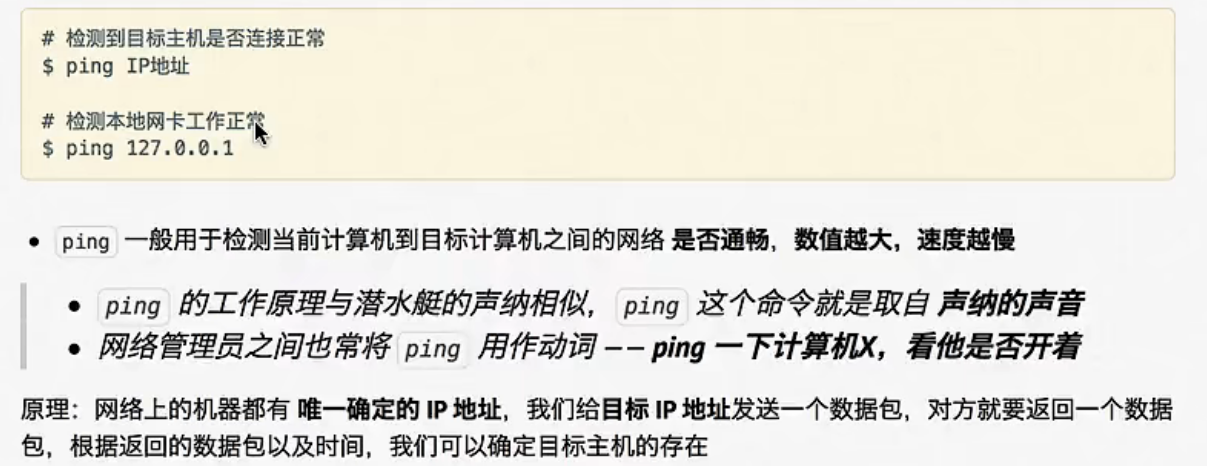 # 检测到目标主机是否连接正常
$ ping IP地址
# 检测本地网卡工作正常
$ ping 127.0.0.1
• ping 一般用于检测当前计算机到目标计算机之间的网络 是否通畅，数值越大，速度越慢
• ping 的工作原理与潜水艇的声纳相似，ping 这个命令就是取自 声纳的声音
• 网络管理员之间也常将 ping 用作动词 —— ping 一下计算机X，看他是否开着
原理：网络上的机器都有 唯一确定的 IP 地址，我们给目标 IP 地址发送一个数据包，对方就要返回一个数据
包，根据返回的数据包以及时间，我们可以确定目标主机的存在